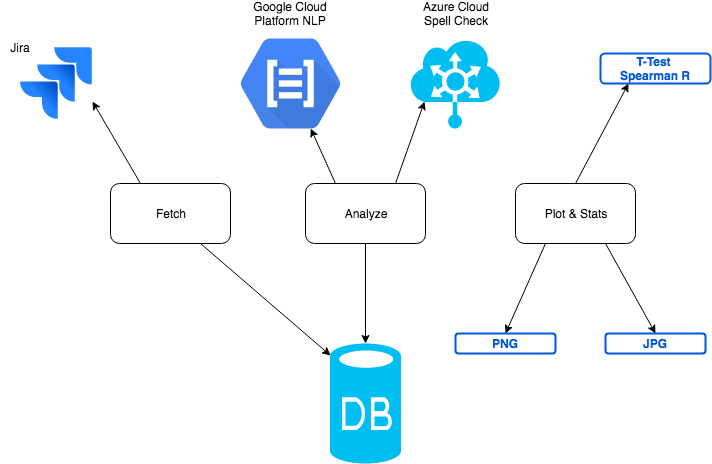 Google Cloud
Platform NLP
Azure Cloud
Spell Check
Jira
T-Test
Spearman R
Fetch
Analyze
Plot & Stats
PNG
JPG
DB